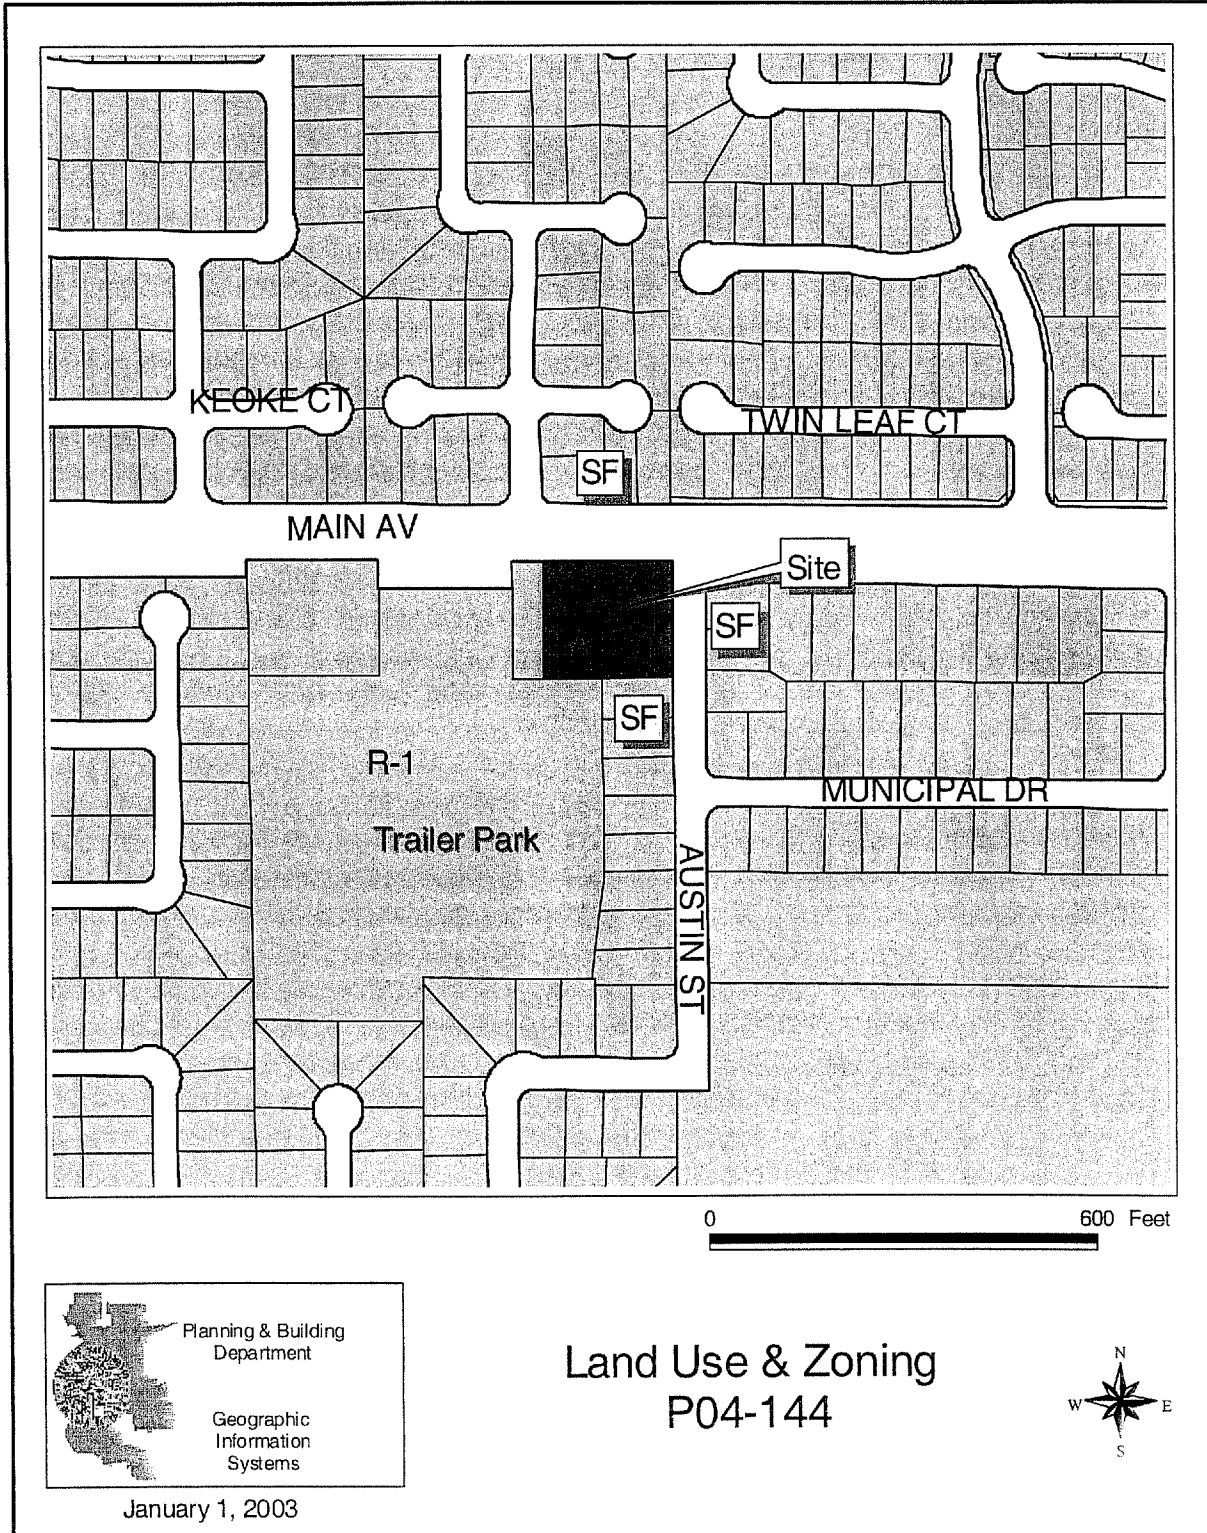 KEOKE CT
TWIN LEAF CT
SF
MAIN AV
Site
SF
SF
R-1
MUNICIPAL DR
Trailer Park
AUSTIN ST
0 600 Feet
Planning & Building
Department
Geographic
Information
Systems
January 1, 2003
Land Use & Zoning
P04-144
N
W E
S